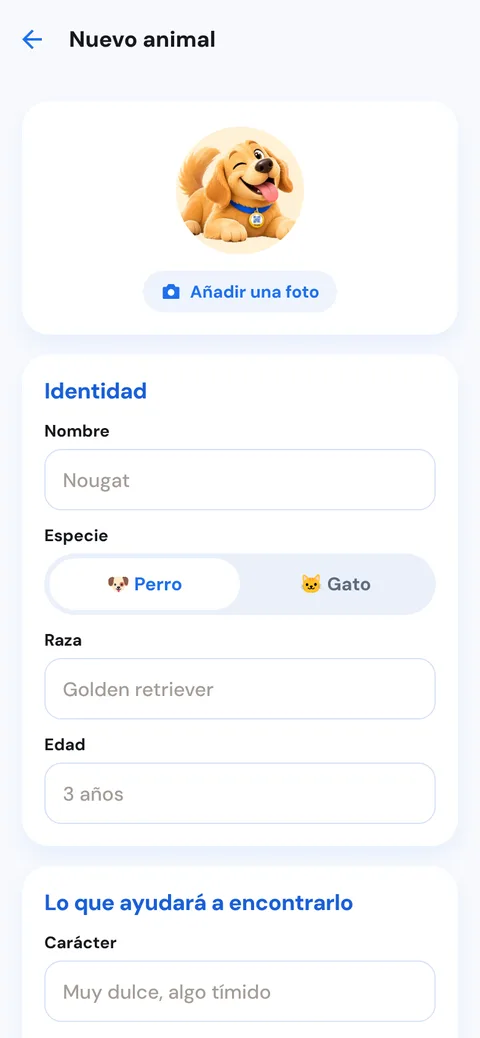 Nuevo animal
Añadir una foto
Identidad
Nombre
Nougat
Especie
🐶 Perro
🐱 Gato
Raza
Golden retriever
Edad
3 años
Lo que ayudará a encontrarlo
Carácter
Muy dulce, algo tímido